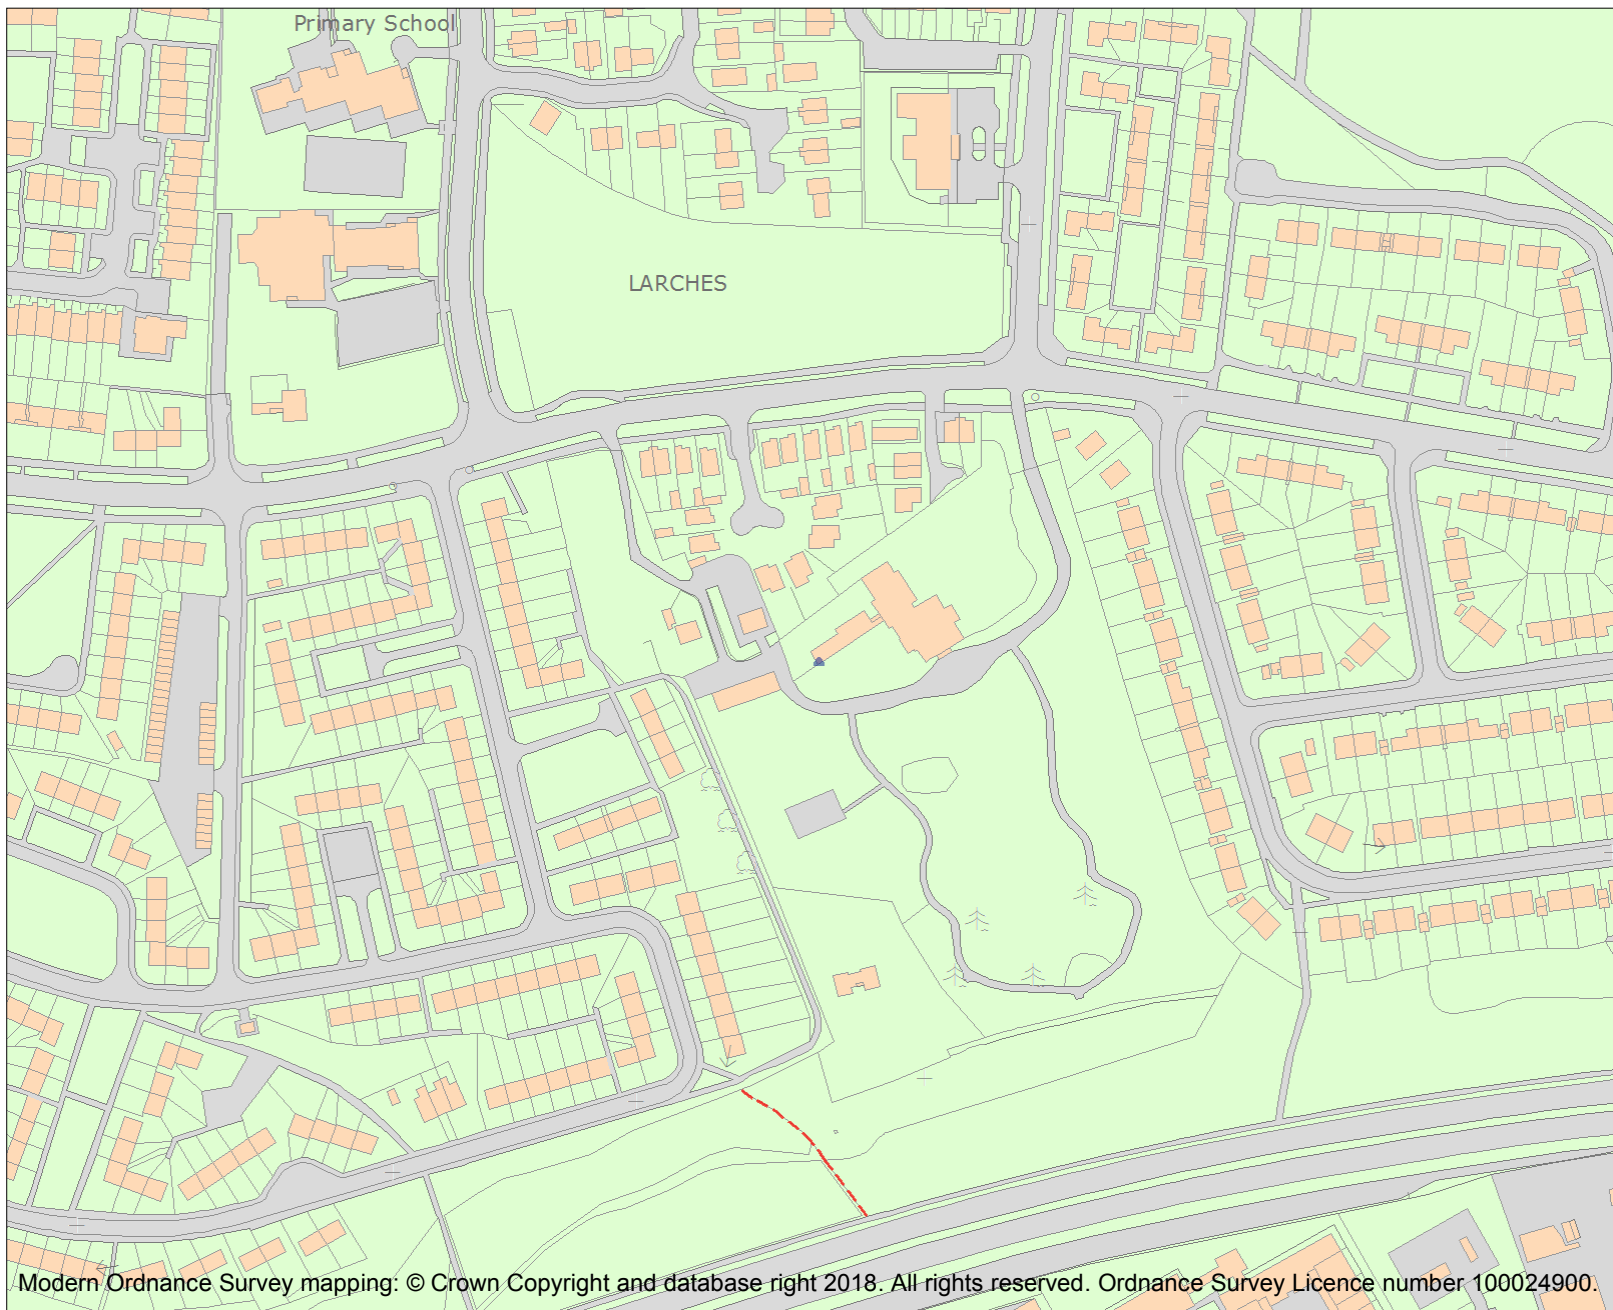 Primary School
LARCHES
Modern Ordnance Survey mapping: © Crown Copyright and database right 2018. All rights reserved. Ordnance Survey Licence number 100024900.